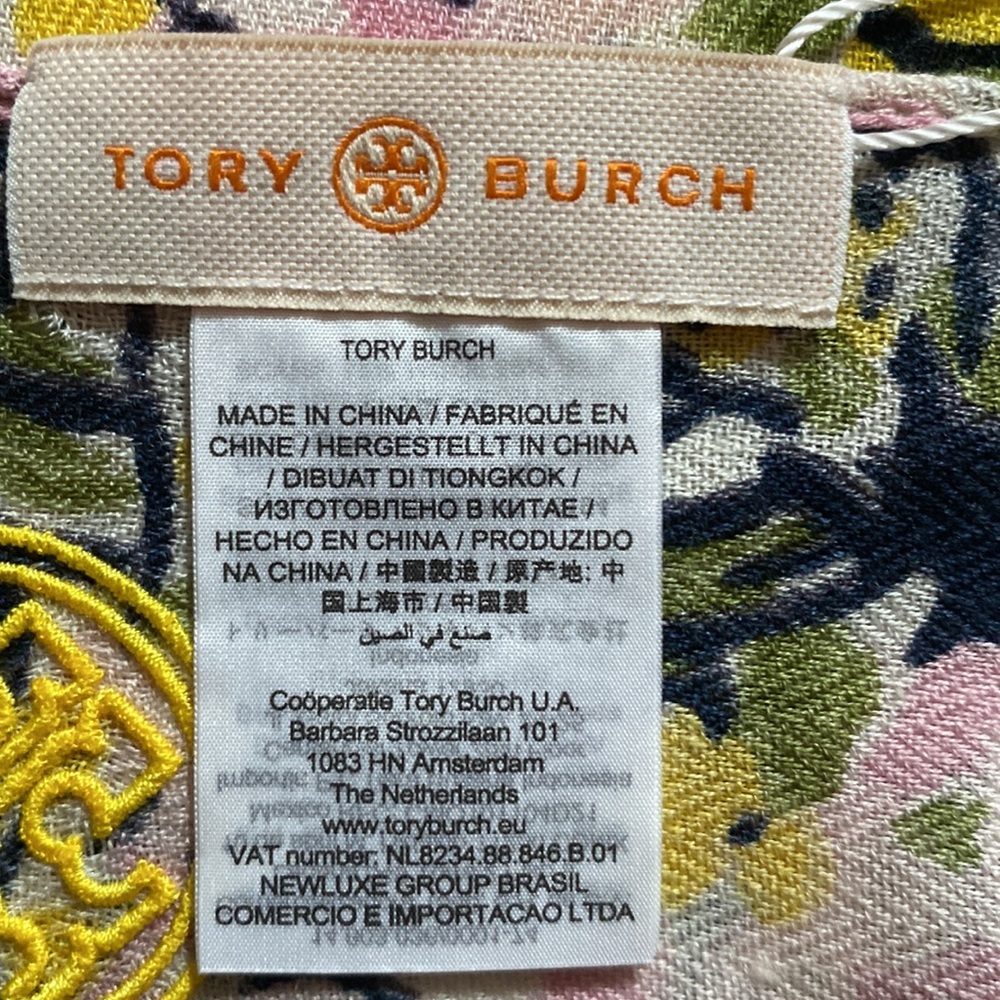 TORY BURCH
TORY BURCH
MADE IN CHINA / FABRIQUÉ EN
CHINE / HERGESTELLT IN CHINA
/ DIBUAT DI TIONGKOK /
ИЗГОТОВЛЕНО В КИТАЕ /
HECHO EN CHINA / PRODUZIDO
NA CHINA / 中國製造 / 原产地: 中
国上海市 / 中国製
صنع في الصين
Coöperatie Tory Burch U.A.
Barbara Strozzilaan 101
1083 HN Amsterdam
The Netherlands
www.toryburch.eu
VAT number: NL8234.88.846.B.01
NEWLUXE GROUP BRASIL
COMERCIO E IMPORTACAO LTDA